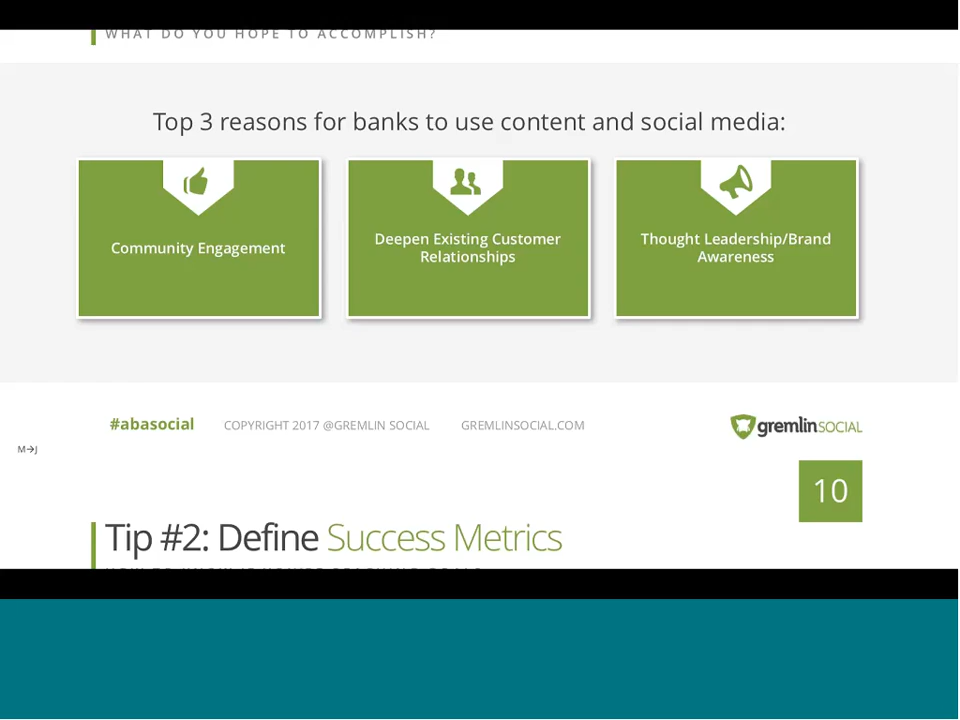 WHAT DO YOU HOPE TO ACCOMPLISH?
Top 3 reasons for banks to use content and social media:
Community Engagement
Deepen Existing Customer
Relationships
Thought Leadership/Brand
Awareness
#abasocial COPYRIGHT 2017 @GREMLIN SOCIAL GREMLINSOCIAL.COM gremlinSOCIAL
M→J
10
Tip #2: Define Success Metrics